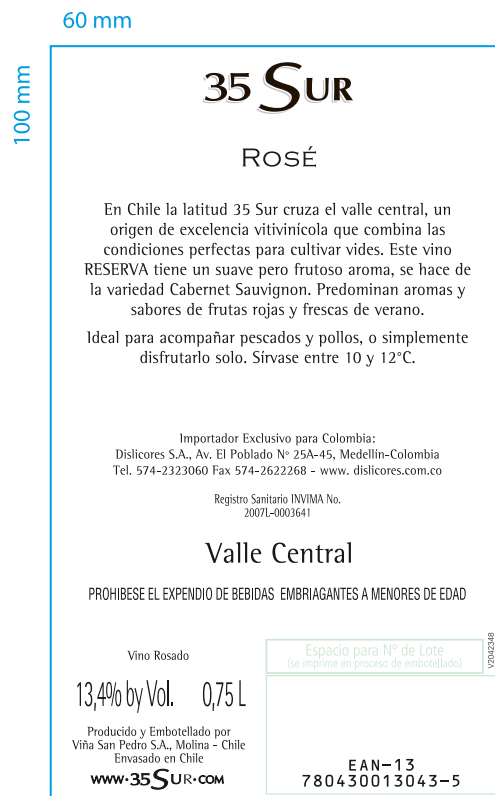 60 mm
100 mm
35 SUR
ROSÉ
En Chile la latitud 35 Sur cruza el valle central, un
origen de excelencia vitivinícola que combina las
condiciones perfectas para cultivar vides. Este vino
RESERVA tiene un suave pero frutoso aroma, se hace de
la variedad Cabernet Sauvignon. Predominan aromas y
sabores de frutas rojas y frescas de verano.
Ideal para acompañar pescados y pollos, o simplemente
disfrutarlo solo. Sírvase entre 10 y 12°C.
Importador Exclusivo para Colombia:
Dislicores S.A., Av. El Poblado Nº 25A-45, Medellín-Colombia
Tel. 574-2323060 Fax 574-2622268 - www. dislicores.com.co
Registro Sanitario INVIMA No.
2007L-0003641
Valle Central
PROHIBESE EL EXPENDIO DE BEBIDAS EMBRIAGANTES A MENORES DE EDAD
Vino Rosado
13,4% by Vol. 0,75 L
Producido y Embotellado por
Viña San Pedro S.A., Molina - Chile
Envasado en Chile
WWW·35SUR·COM
Espacio para Nº de Lote
(se imprime en proceso de embotellado)
V2042348
EAN-13
780430013043-5